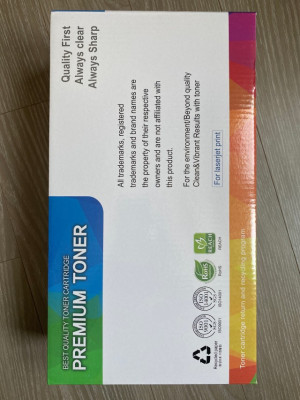 Quality First
Always clear
Always Sharp
All trademarks, registered
trademarks and brand names are
the property of their respective
owners and are not affiliated with
this product.
For the environment/Beyond quality
Clean&Vibrant Results with toner
For laserjet print
BEST QUALITY TONER CARTRIDGE
PREMIUM TONER
Toner cartridge return and recycling program